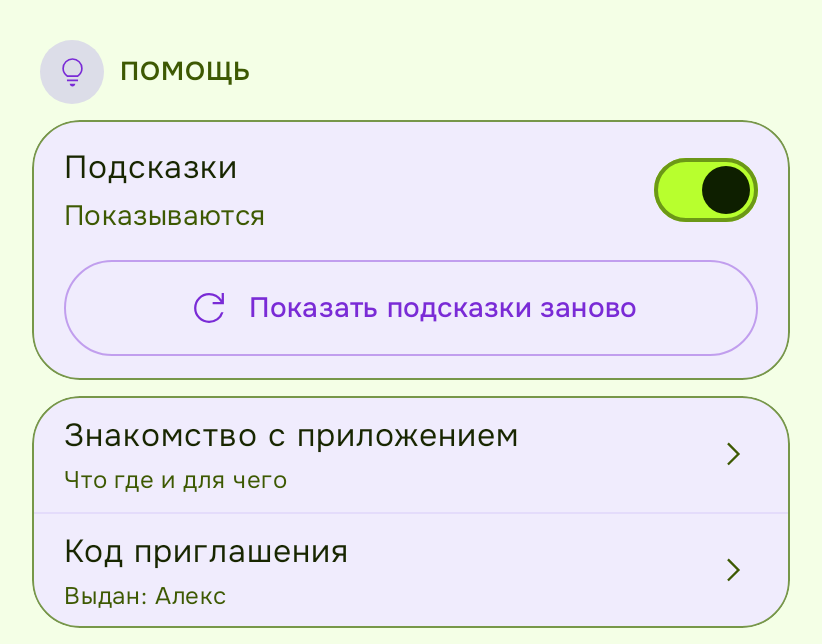 ПОМОЩЬ
Подсказки
Показываются
Показать подсказки заново
Знакомство с приложением
Что где и для чего
Код приглашения
Выдан: Алекс